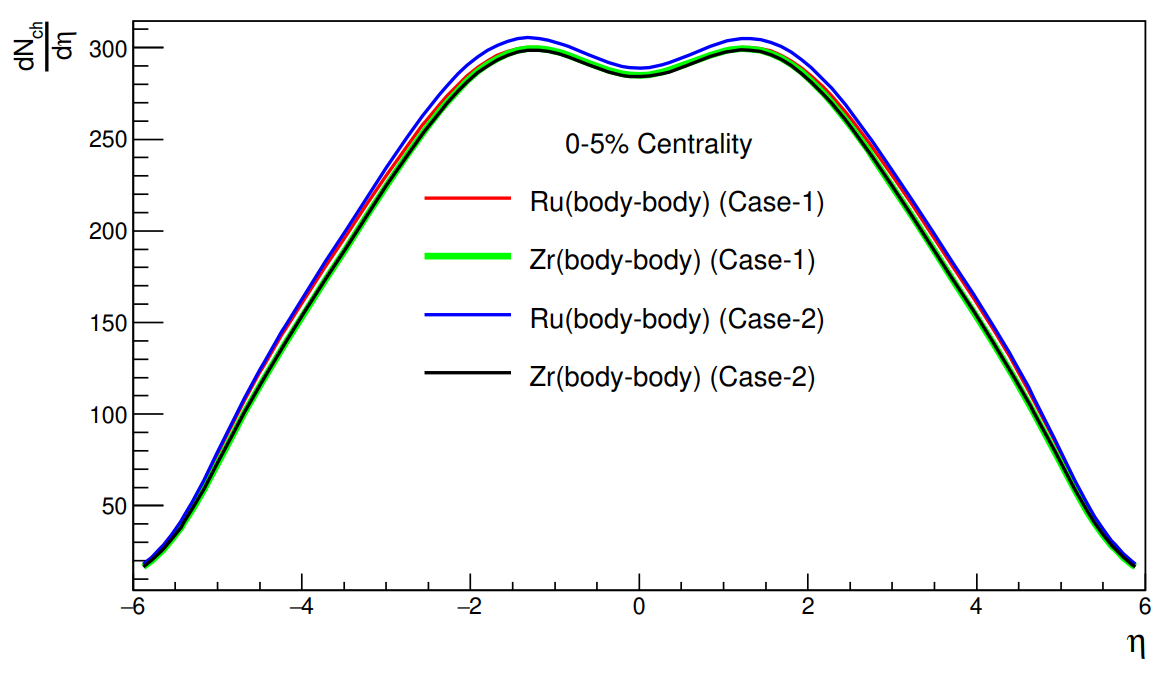 dN_ch/dη
300
250
200
150
100
50
0-5% Centrality
Ru(body-body) (Case-1)
Zr(body-body) (Case-1)
Ru(body-body) (Case-2)
Zr(body-body) (Case-2)
−6 −4 −2 0 2 4 6
η